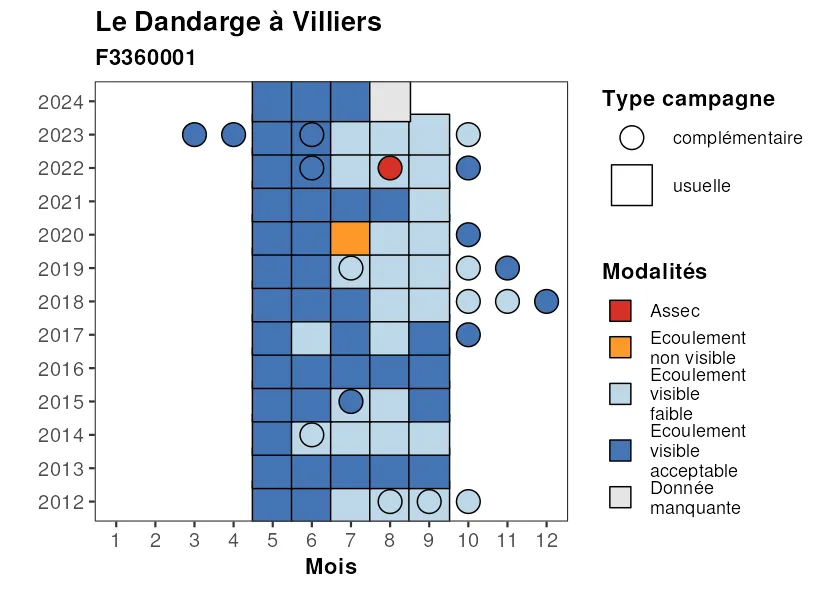 Le Dandarge à Villiers
F3360001
2024
2023
2022
2021
2020
2019
2018
2017
2016
2015
2014
2013
2012
1 2 3 4 5 6 7 8 9 10 11 12
Mois
Type campagne
complémentaire
usuelle
Modalités
Assec
Ecoulement
non visible
Ecoulement
visible
faible
Ecoulement
visible
acceptable
Donnée
manquante